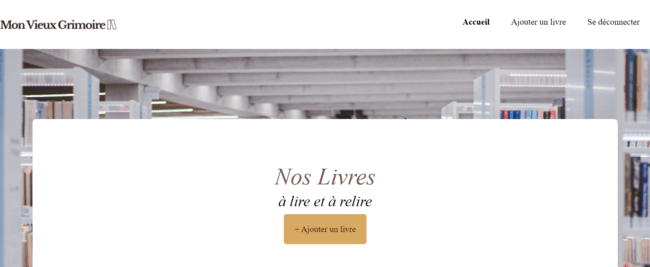 Mon Vieux Grimoire
Accueil
Ajouter un livre
Se déconnecter
Nos Livres
à lire et à relire
+ Ajouter un livre